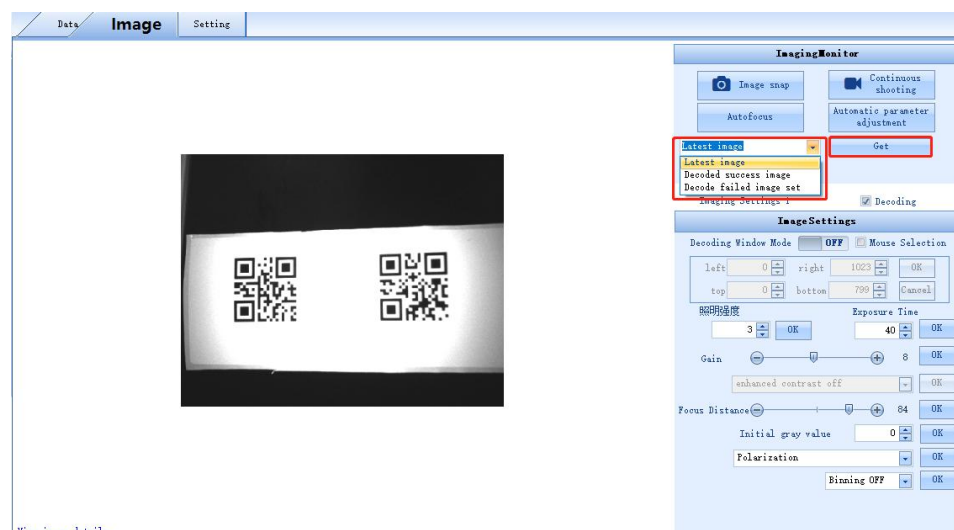 Data Image Setting
ImagingMonitor
Image snap
Continuous
shooting
Autofocus
Automatic parameter
adjustment
Latest image
Get
Latest image
Decoded success image
Decode failed image set
Imaging Settings 1
Decoding
ImageSettings
Decoding Window Mode OFF Mouse Selection
left 0 right 1023 OK
top 0 bottom 799 Cancel
照明强度 Exposure Time
3 OK 40 OK
Gain 8 OK
enhanced contrast off OK
Focus Distance 84 OK
Initial gray value 0 OK
Polarization OK
Binning OFF OK